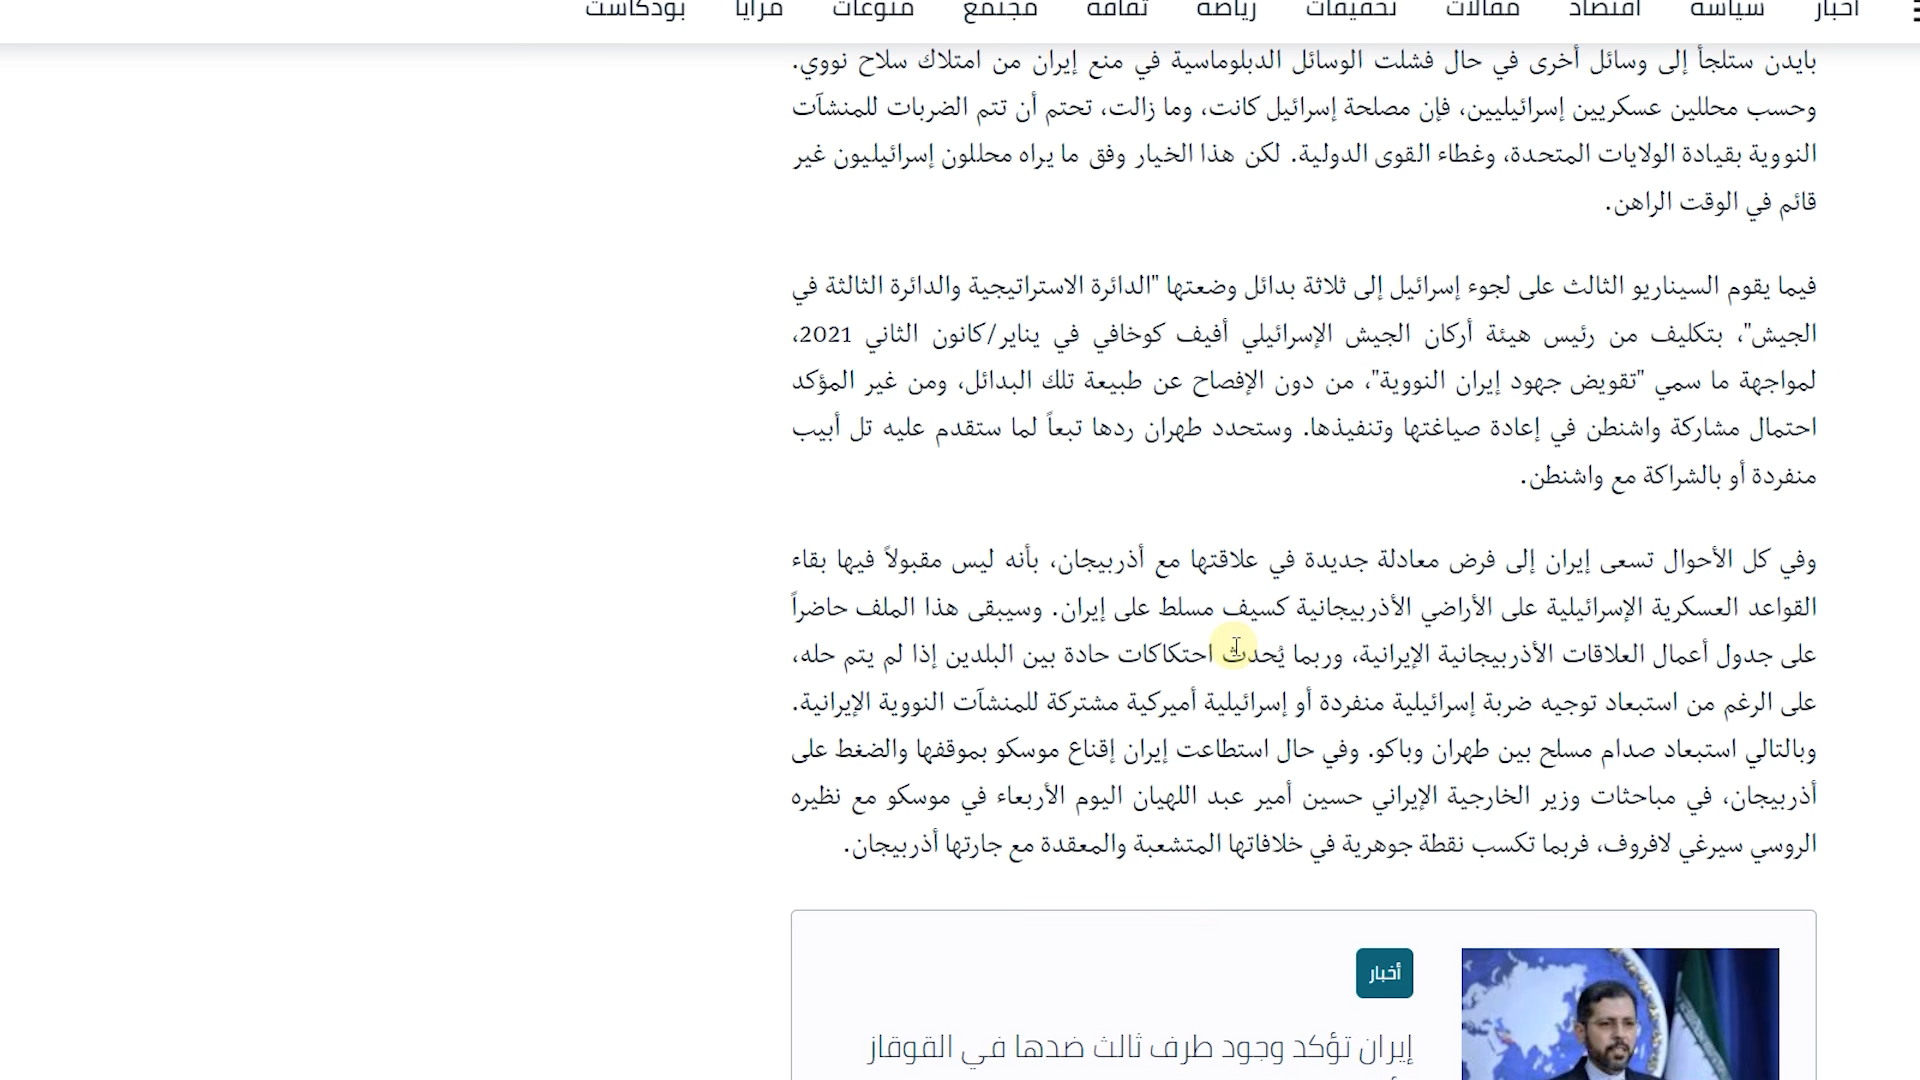 أخبار سياسة اقتصاد مقالات تحقيقات رياضة ثقافة مجتمع منوعات مرايا بودكاست
بايدن ستلجأ إلى وسائل أخرى في حال فشلت الوسائل الدبلوماسية في منع إيران من امتلاك سلاح نووي.
وحسب محللين عسكريين إسرائيليين، فإن مصلحة إسرائيل كانت، وما زالت، تحتم أن تتم الضربات للمنشآت
النووية بقيادة الولايات المتحدة، وغطاء القوى الدولية. لكن هذا الخيار وفق ما يراه محللون إسرائيليون غير
قائم في الوقت الراهن.
فيما يقوم السيناريو الثالث على لجوء إسرائيل إلى ثلاثة بدائل وضعتها "الدائرة الاستراتيجية والدائرة الثالثة في
الجيش"، بتكليف من رئيس هيئة أركان الجيش الإسرائيلي أفيف كوخافي في يناير/كانون الثاني 2021،
لمواجهة ما سمي "تقويض جهود إيران النووية"، من دون الإفصاح عن طبيعة تلك البدائل، ومن غير المؤكد
احتمال مشاركة واشنطن في إعادة صياغتها وتنفيذها. وستحدد طهران ردها تبعاً لما ستقدم عليه تل أبيب
منفردة أو بالشراكة مع واشنطن.
وفي كل الأحوال تسعى إيران إلى فرض معادلة جديدة في علاقتها مع أذربيجان، بأنه ليس مقبولاً فيها بقاء
القواعد العسكرية الإسرائيلية على الأراضي الأذربيجانية كسيف مسلط على إيران. وسيبقى هذا الملف حاضراً
على جدول أعمال العلاقات الأذربيجانية الإيرانية، وربما يُحدث احتكاكات حادة بين البلدين إذا لم يتم حله،
على الرغم من استبعاد توجيه ضربة إسرائيلية منفردة أو إسرائيلية أميركية مشتركة للمنشآت النووية الإيرانية.
وبالتالي استبعاد صدام مسلح بين طهران وباكو. وفي حال استطاعت إيران إقناع موسكو بموقفها والضغط على
أذربيجان، في مباحثات وزير الخارجية الإيراني حسين أمير عبد اللهيان اليوم الأربعاء في موسكو مع نظيره
الروسي سيرغي لافروف، فربما تكسب نقطة جوهرية في خلافاتها المتشعبة والمعقدة مع جارتها أذربيجان.
أخبار
إيران تؤكد وجود طرف ثالث ضدها في القوقاز